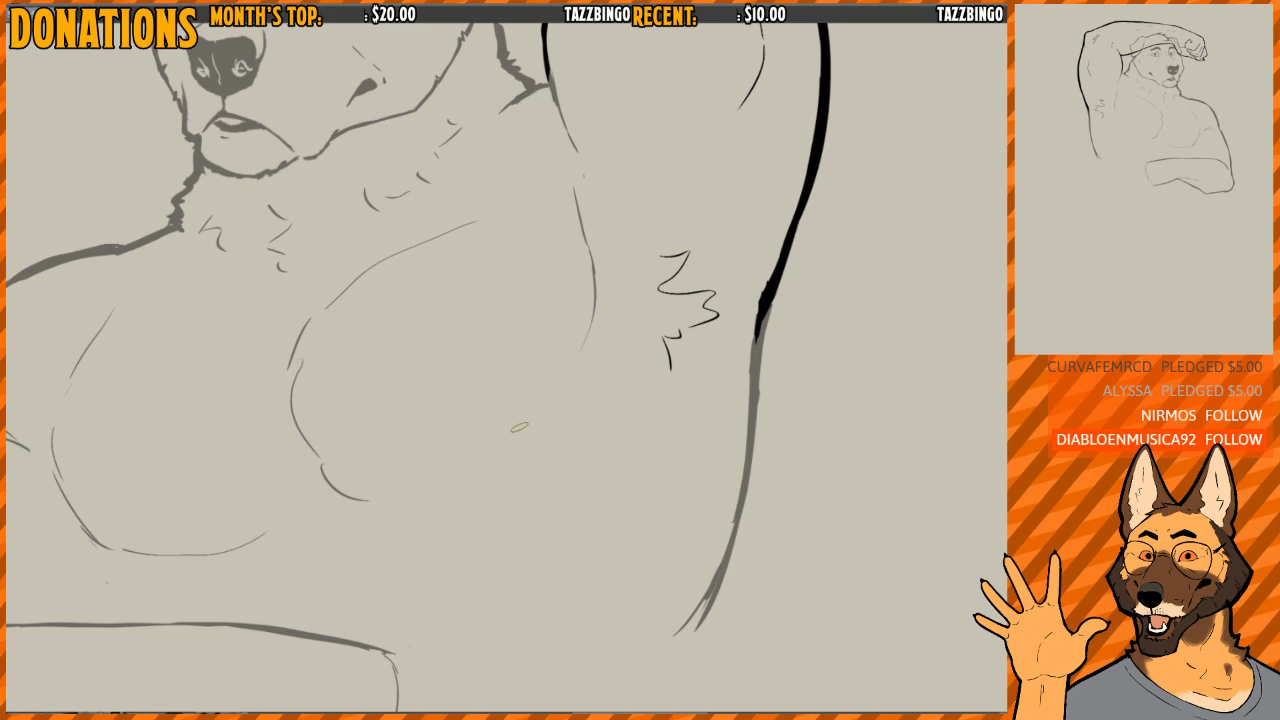 DONATIONS MONTH'S TOP: : $20.00 TAZZBINGO RECENT: : $10.00 TAZZBINGO
CURVAFEMRCD PLEDGED $5.00
ALYSSA PLEDGED $5.00
NIRMOS FOLLOW
DIABLOENMUSICA92 FOLLOW